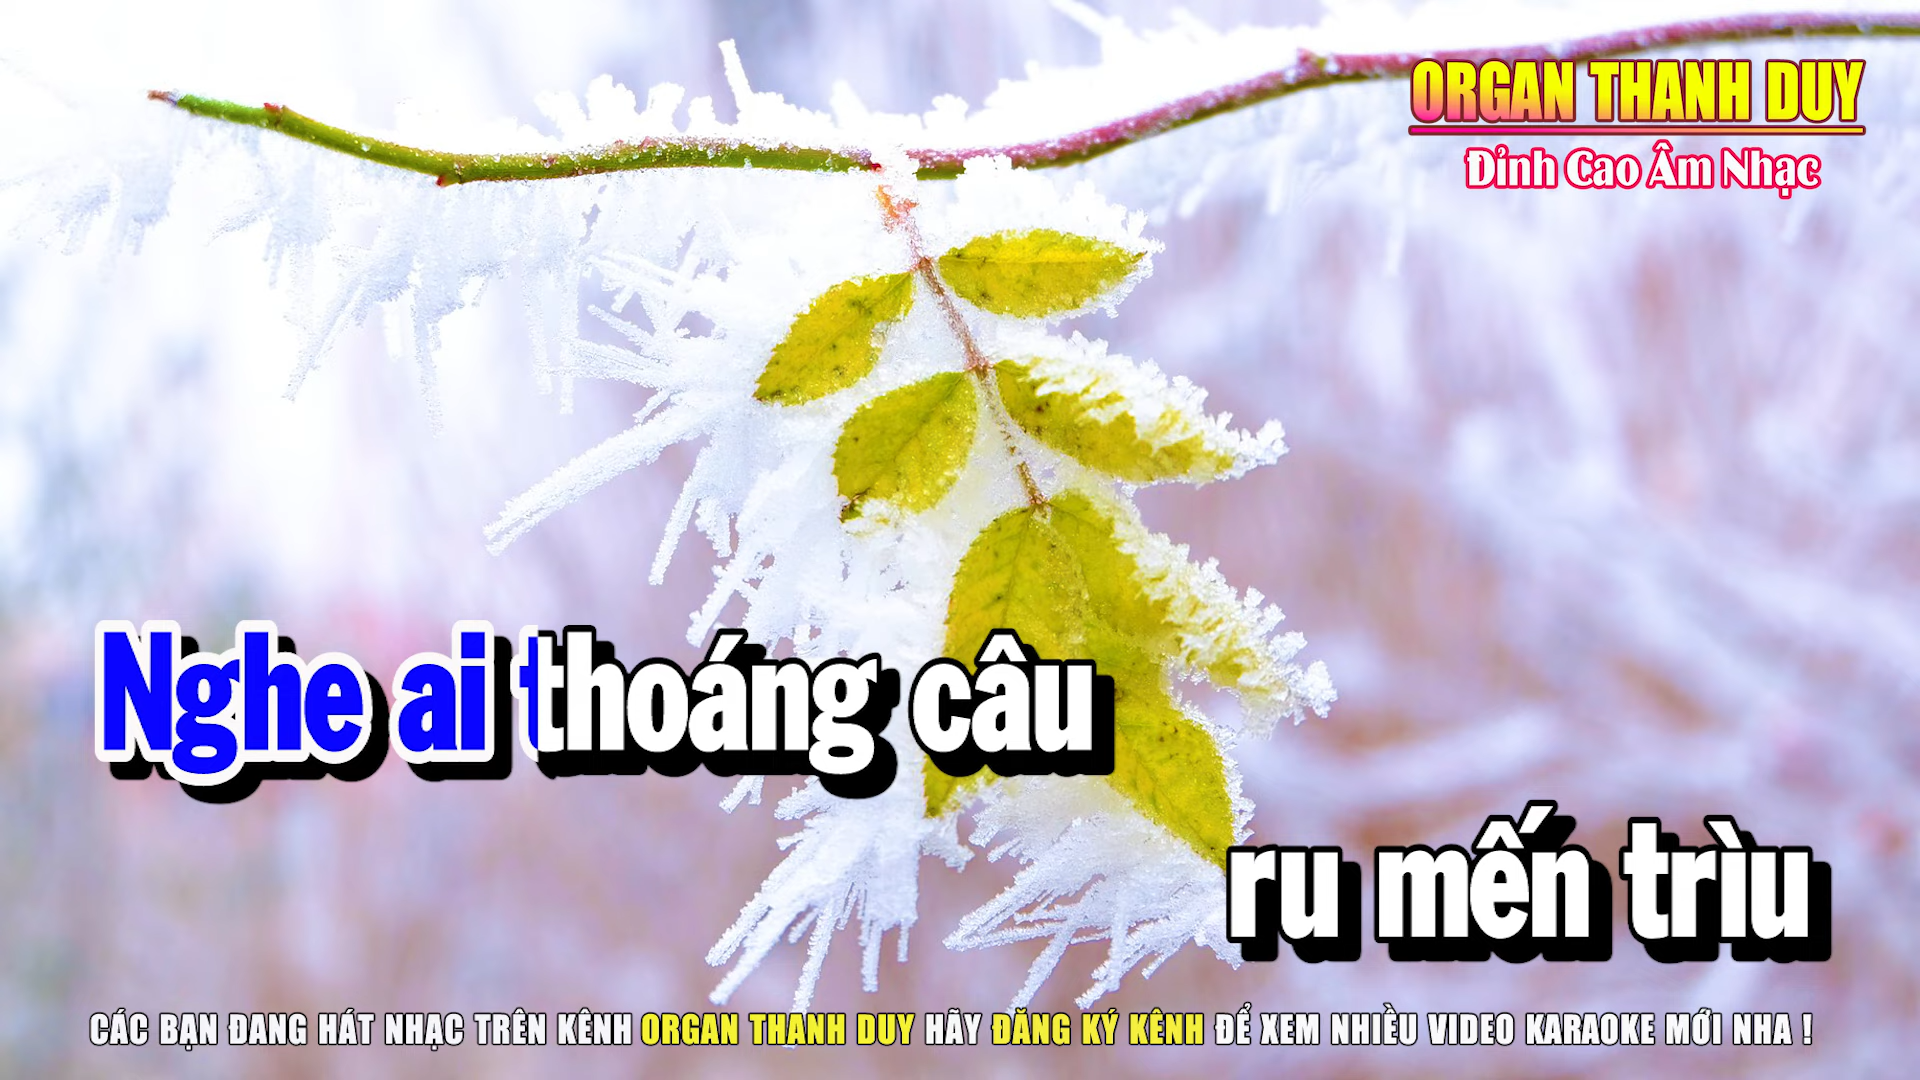 ORGAN THANH DUY
Đỉnh Cao Âm Nhạc
Nghe ai thoáng câu
ru mến trìu
CÁC BẠN ĐANG HÁT NHẠC TRÊN KÊNH ORGAN THANH DUY HÃY ĐĂNG KÝ KÊNH ĐỂ XEM NHIỀU VIDEO KARAOKE MỚI NHA !